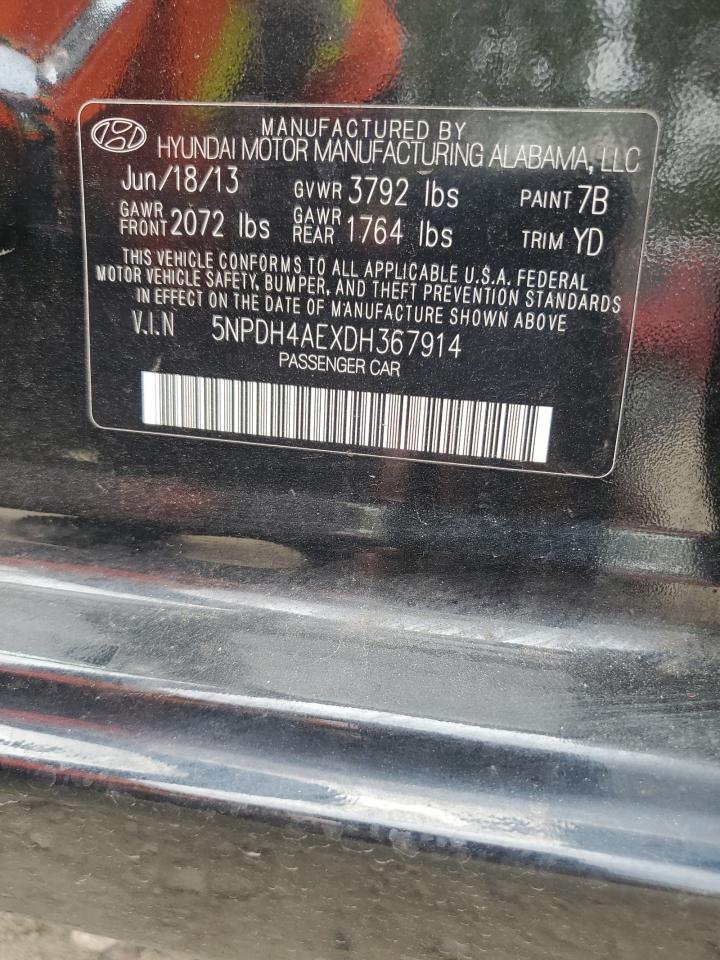 MANUFACTURED BY
HYUNDAI MOTOR MANUFACTURING ALABAMA, LLC
Jun/18/13 GVWR 3792 lbs PAINT 7B
GAWR FRONT 2072 lbs GAWR REAR 1764 lbs TRIM YD
THIS VEHICLE CONFORMS TO ALL APPLICABLE U.S.A. FEDERAL
MOTOR VEHICLE SAFETY, BUMPER, AND THEFT PREVENTION STANDARDS
IN EFFECT ON THE DATE OF MANUFACTURE SHOWN ABOVE
V.I.N 5NPDH4AEXDH367914
PASSENGER CAR